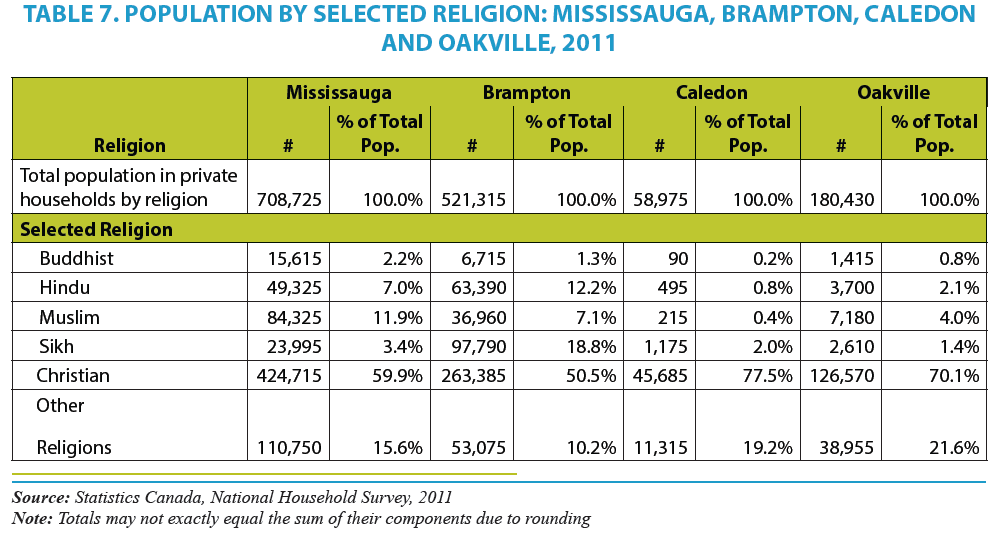 TABLE 7. POPULATION BY SELECTED RELIGION: MISSISSAUGA, BRAMPTON, CALEDON
AND OAKVILLE, 2011
Mississauga Brampton Caledon Oakville
% of Total % of Total % of Total % of Total
Religion # Pop. # Pop. # Pop. # Pop.
Total population in private
households by religion 708,725 100.0% 521,315 100.0% 58,975 100.0% 180,430 100.0%
Selected Religion
Buddhist 15,615 2.2% 6,715 1.3% 90 0.2% 1,415 0.8%
Hindu 49,325 7.0% 63,390 12.2% 495 0.8% 3,700 2.1%
Muslim 84,325 11.9% 36,960 7.1% 215 0.4% 7,180 4.0%
Sikh 23,995 3.4% 97,790 18.8% 1,175 2.0% 2,610 1.4%
Christian 424,715 59.9% 263,385 50.5% 45,685 77.5% 126,570 70.1%
Other
Religions 110,750 15.6% 53,075 10.2% 11,315 19.2% 38,955 21.6%
Source: Statistics Canada, National Household Survey, 2011
Note: Totals may not exactly equal the sum of their components due to rounding